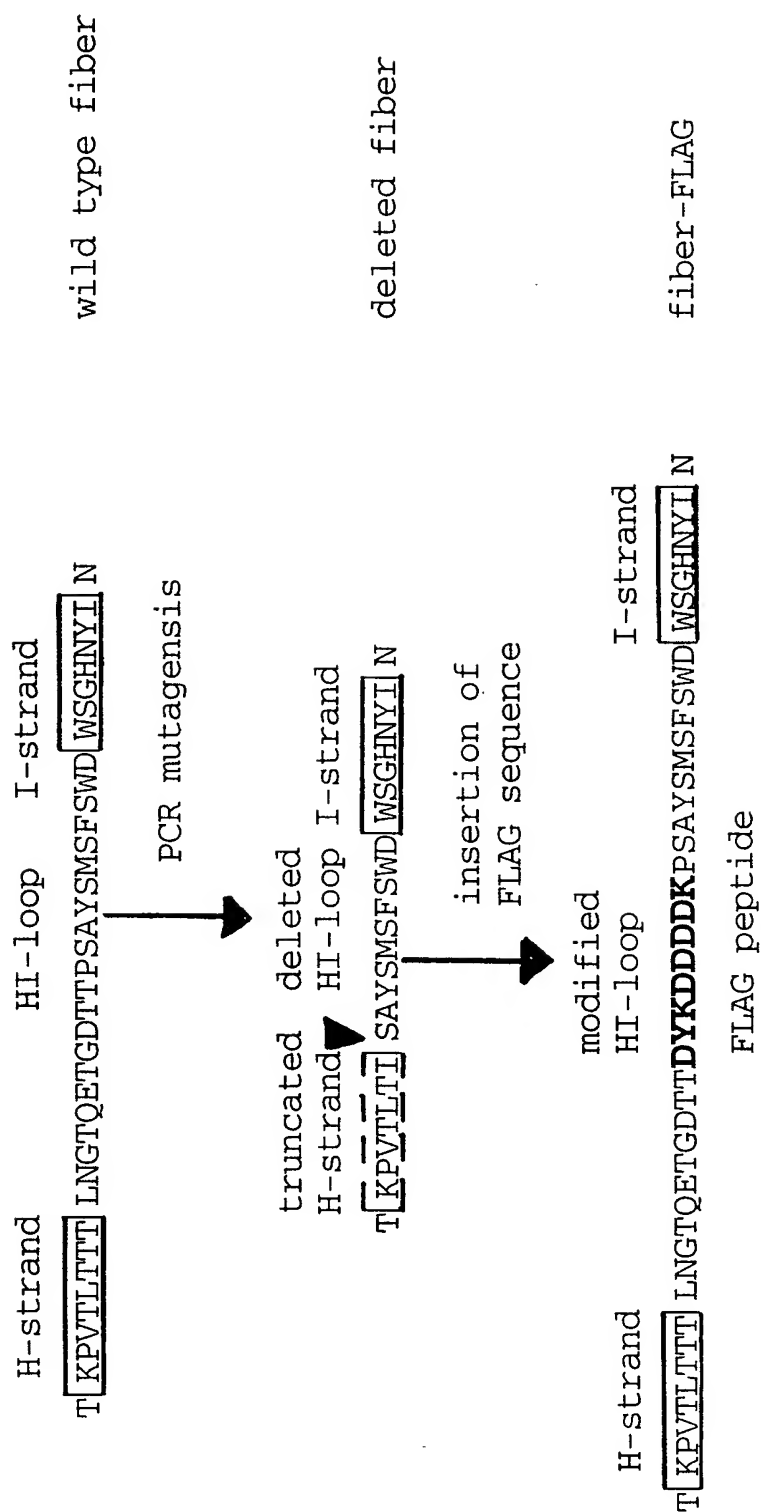 H-strand HI-loop I-strand
T KPVTLTTT LNGTQETGDTTPSAYSMSFSWD WSGHNYI N wild type fiber
PCR mutagensis
truncated deleted
H-strand HI-loop I-strand
T KPVTLTI SAYSMSFSWD WSGHNYI N deleted fiber
insertion of
FLAG sequence
modified
H-strand HI-loop I-strand
T KPVTLTTT LNGTQETGDTTDYKDDDDKPSAYSMSFSWD WSGHNYI N fiber-FLAG
FLAG peptide